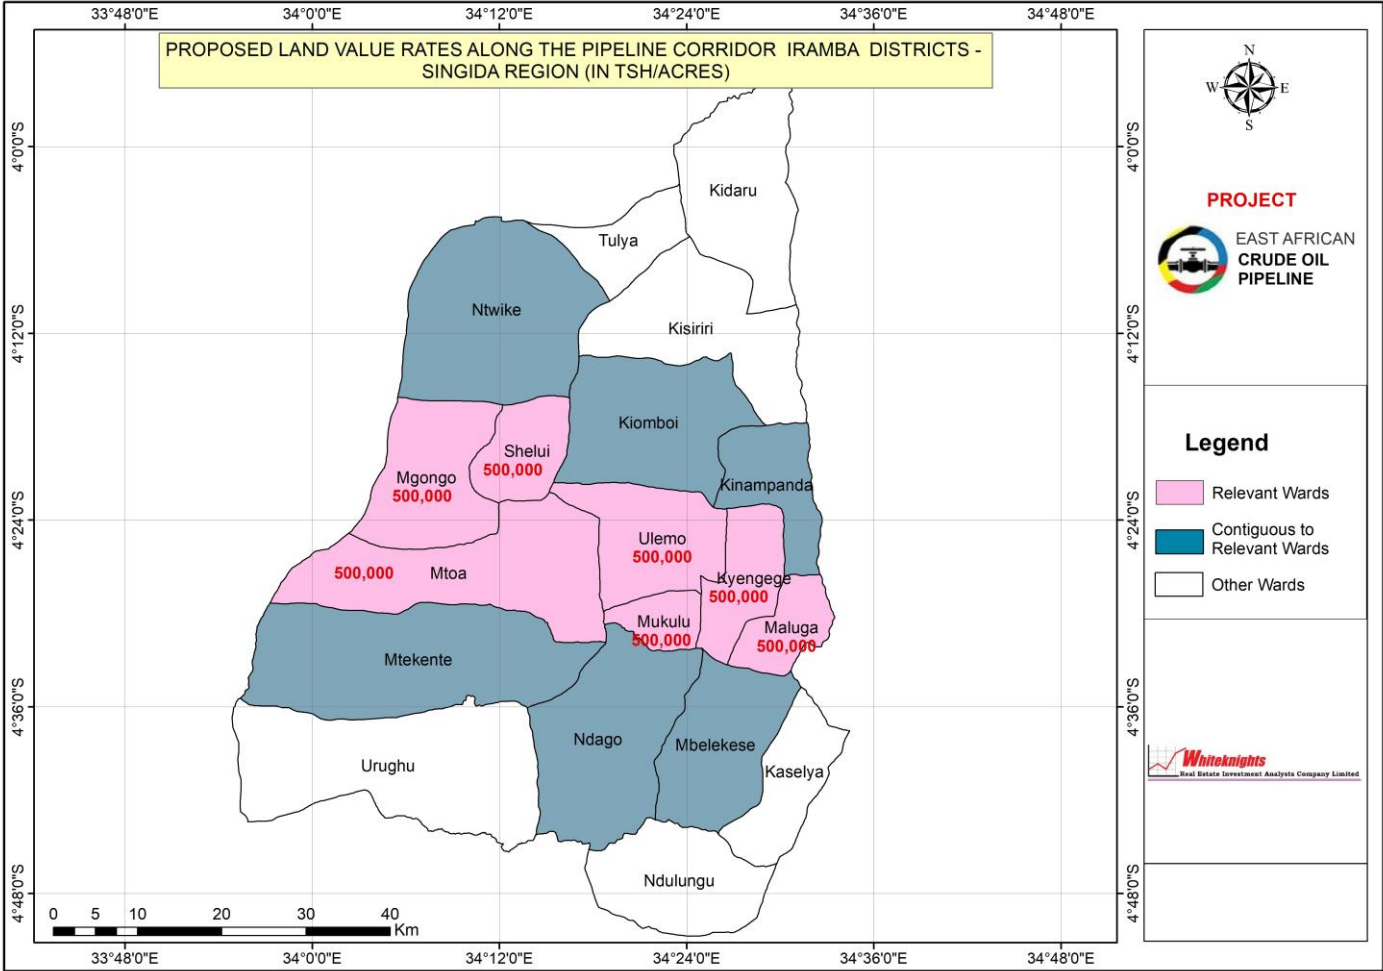 33°48'0"E 34°0'0"E 34°12'0"E 34°24'0"E 34°36'0"E 34°48'0"E
PROPOSED LAND VALUE RATES ALONG THE PIPELINE CORRIDOR IRAMBA DISTRICTS -
SINGIDA REGION (IN TSH/ACRES)
4°0'0"S
4°12'0"S
4°24'0"S
4°36'0"S
4°48'0"S
Kidaru
Tulya
Ntwike
Kisiriri
Kiomboi
Shelui
500,000
Mgongo
500,000
Kinampanda
Ulemo
500,000
500,000 Mtoa
Kyengege
500,000
Mukulu
500,000
Maluga
500,000
Mtekente
Ndago
Mbelekese
Urughu
Kaselya
Ndulungu
0 5 10 20 30 40
Km
4°0'0"S
4°12'0"S
4°24'0"S
4°36'0"S
4°48'0"S
33°48'0"E 34°0'0"E 34°12'0"E 34°24'0"E 34°36'0"E 34°48'0"E
N
W E
S
PROJECT
EAST AFRICAN
CRUDE OIL
PIPELINE
Legend
Relevant Wards
Contiguous to
Relevant Wards
Other Wards
Whiteknights
Real Estate Investment Analysts Company Limited